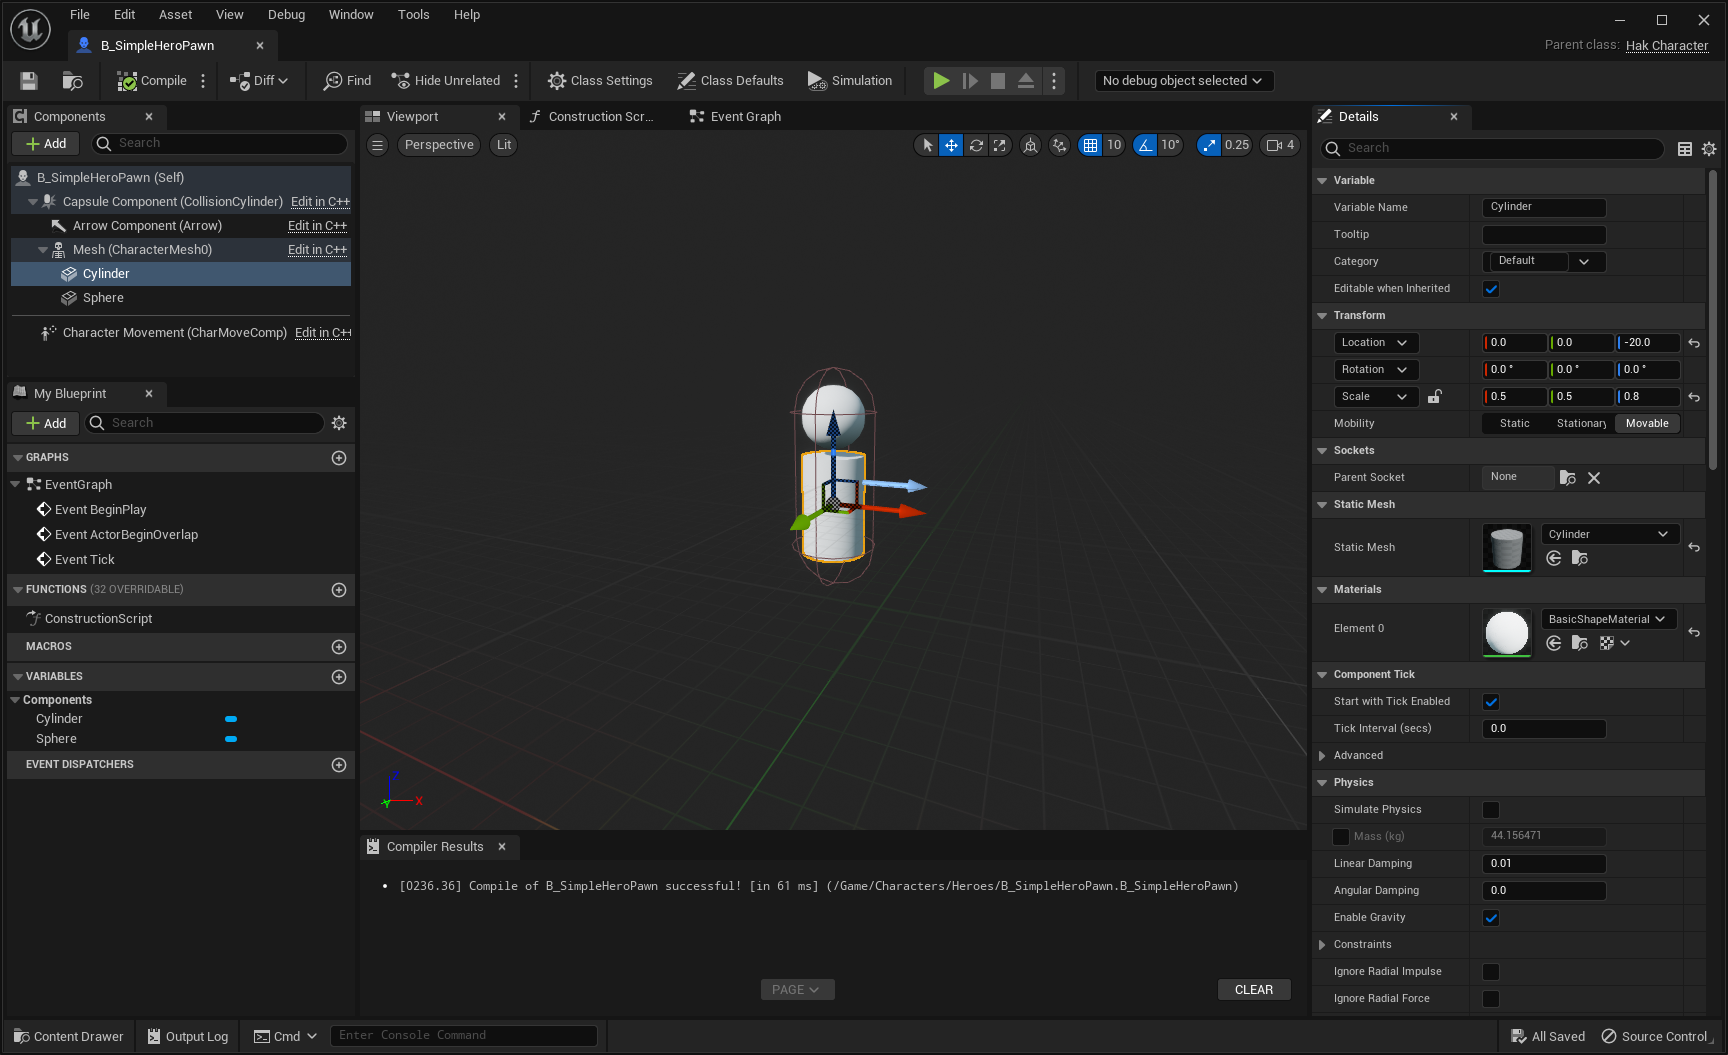 File Edit Asset View Debug Window Tools Help
B_SimpleHeroPawn
Parent class: Hak Character
Compile Diff Find Hide Unrelated Class Settings Class Defaults Simulation No debug object selected
Components
Add Search
B_SimpleHeroPawn (Self)
Capsule Component (CollisionCylinder) Edit in C++
Arrow Component (Arrow) Edit in C++
Mesh (CharacterMesh0) Edit in C++
Cylinder
Sphere
Character Movement (CharMoveComp) Edit in C++
My Blueprint
Add Search
GRAPHS
EventGraph
Event BeginPlay
Event ActorBeginOverlap
Event Tick
FUNCTIONS (32 OVERRIDABLE)
ConstructionScript
MACROS
VARIABLES
Components
Cylinder
Sphere
EVENT DISPATCHERS
Viewport Construction Scr... Event Graph
Perspective Lit 10 10° 0.25 4
Z
Y X
Compiler Results
[0236.36] Compile of B_SimpleHeroPawn successful! [in 61 ms] (/Game/Characters/Heroes/B_SimpleHeroPawn.B_SimpleHeroPawn)
PAGE CLEAR
Details
Search
Variable
Variable Name Cylinder
Tooltip
Category Default
Editable when Inherited
Transform
Location 0.0 0.0 -20.0
Rotation 0.0° 0.0° 0.0°
Scale 0.5 0.5 0.8
Mobility Static Stationary Movable
Sockets
Parent Socket None
Static Mesh
Static Mesh Cylinder
Materials
Element 0 BasicShapeMaterial
Component Tick
Start with Tick Enabled
Tick Interval (secs) 0.0
Advanced
Physics
Simulate Physics
Mass (kg) 44.156471
Linear Damping 0.01
Angular Damping 0.0
Enable Gravity
Constraints
Ignore Radial Impulse
Ignore Radial Force
Content Drawer Output Log Cmd Enter Console Command All Saved Source Control